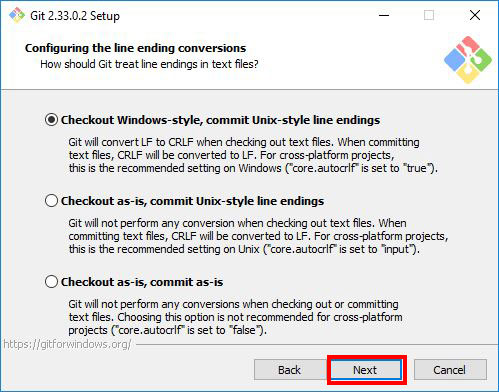 Git 2.33.0.2 Setup
Configuring the line ending conversions
How should Git treat line endings in text files?
Checkout Windows-style, commit Unix-style line endings
Git will convert LF to CRLF when checking out text files. When committing
text files, CRLF will be converted to LF. For cross-platform projects,
this is the recommended setting on Windows ("core.autocrlf" is set to "true").
Checkout as-is, commit Unix-style line endings
Git will not perform any conversion when checking out text files. When
committing text files, CRLF will be converted to LF. For cross-platform projects,
this is the recommended setting on Unix ("core.autocrlf" is set to "input").
Checkout as-is, commit as-is
Git will not perform any conversions when checking out or committing
text files. Choosing this option is not recommended for cross-platform
projects ("core.autocrlf" is set to "false").
https://gitforwindows.org/
Back
Next
Cancel